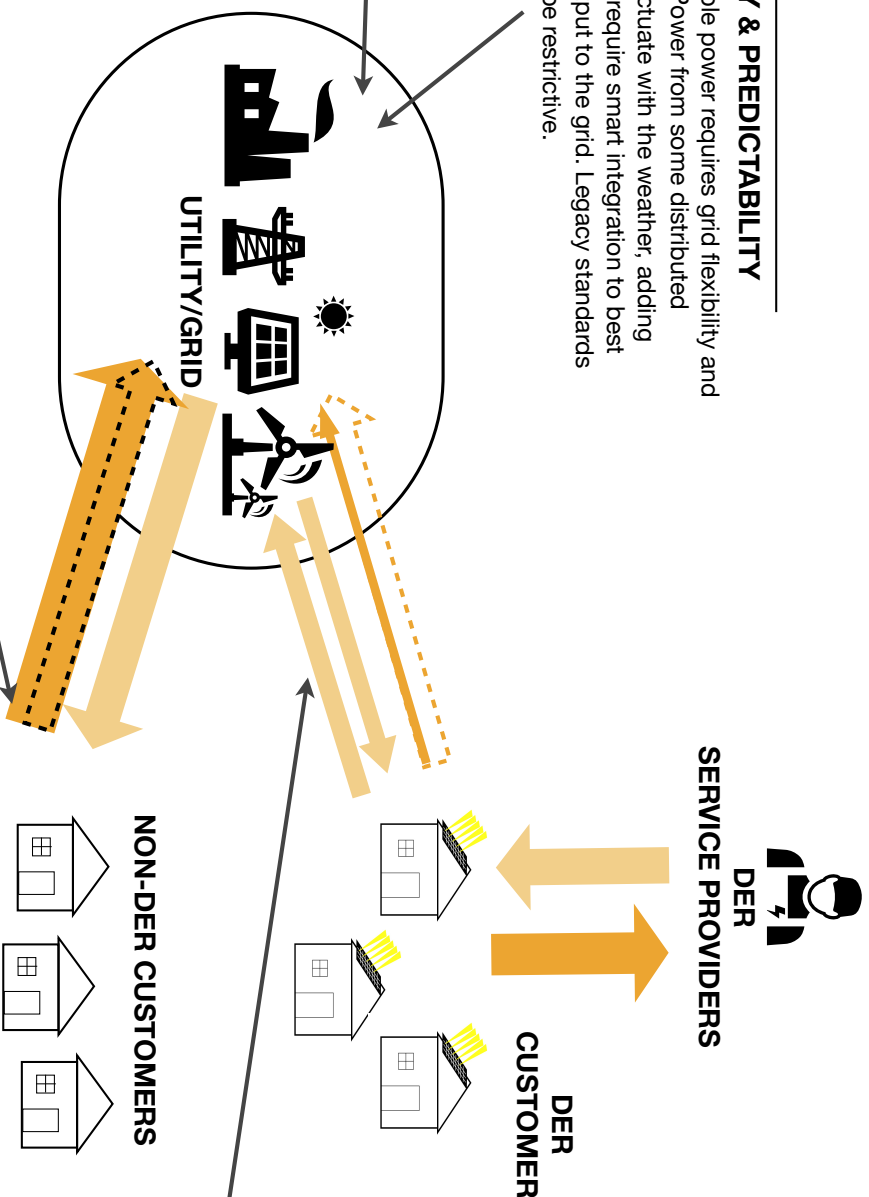 Y & PREDICTABILITY
ble power requires grid flexibility and
Power from some distributed
ctuate with the weather, adding
require smart integration to best
put to the grid. Legacy standards
be restrictive.
UTILITY/GRID
DER
SERVICE PROVIDERS
DER
CUSTOMER
NON-DER CUSTOMERS